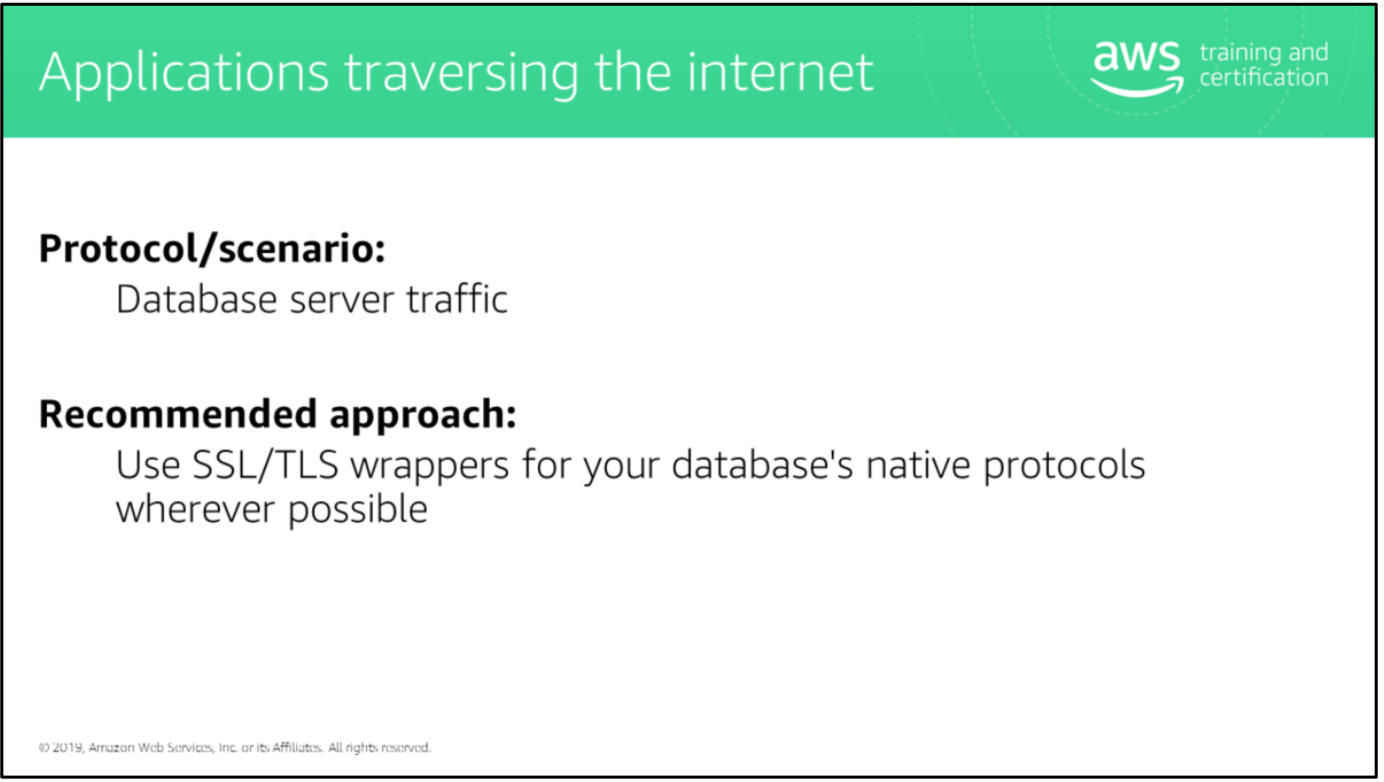 Applications traversing the internet
aws training and
certification
Protocol/scenario:
Database server traffic
Recommended approach:
Use SSL/TLS wrappers for your database's native protocols
wherever possible
© 2019, Amazon Web Services, Inc. or its Affiliates. All rights reserved.